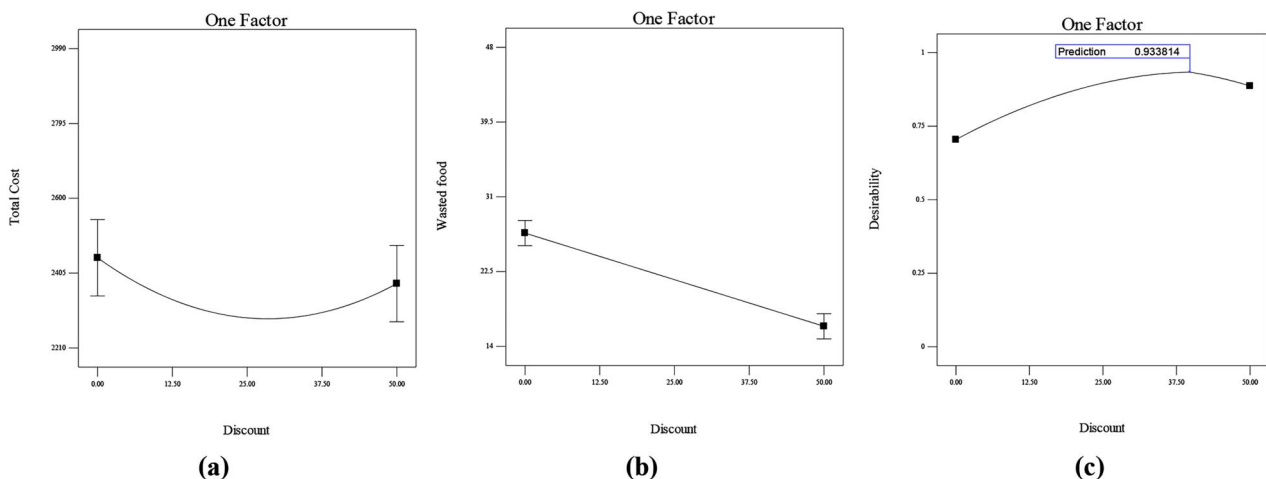 One Factor
2990
2795
2600
2405
2210
Total Cost
0.00 12.50 25.00 37.50 50.00
Discount
(a)
One Factor
48
39.5
31
22.5
14
Wasted food
0.00 12.50 25.00 37.50 50.00
Discount
(b)
One Factor
Prediction 0.933814
1
0.75
0.5
0.25
0
Desirability
0.00 12.50 25.00 37.50 50.00
Discount
(c)